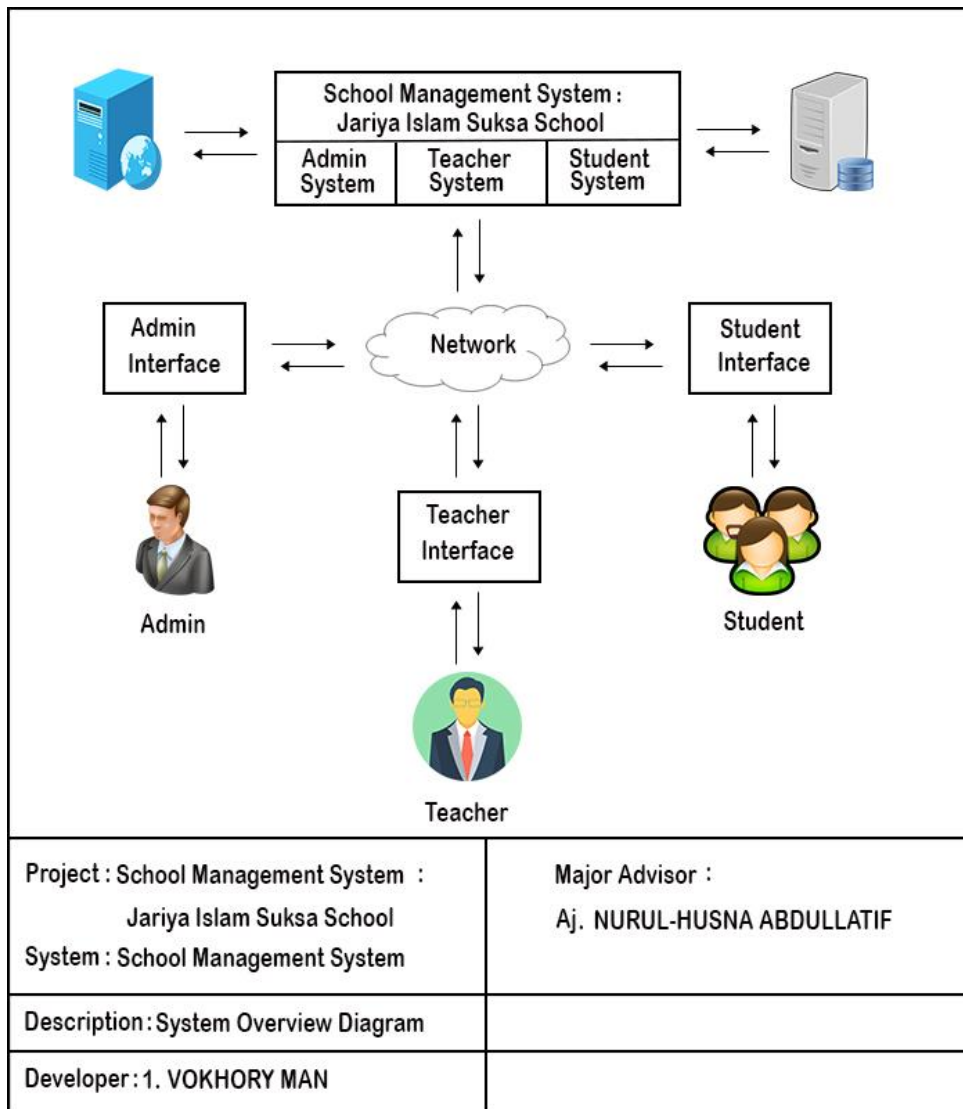 School Management System :
Jariya Islam Suksa School
Admin
System
Teacher
System
Student
System
Admin
Interface
Network
Student
Interface
Teacher
Interface
Admin
Student
Teacher
Project : School Management System :
Jariya Islam Suksa School
System : School Management System
Major Advisor :
Aj. NURUL-HUSNA ABDULLATIF
Description : System Overview Diagram
Developer : 1. VOKHORY MAN